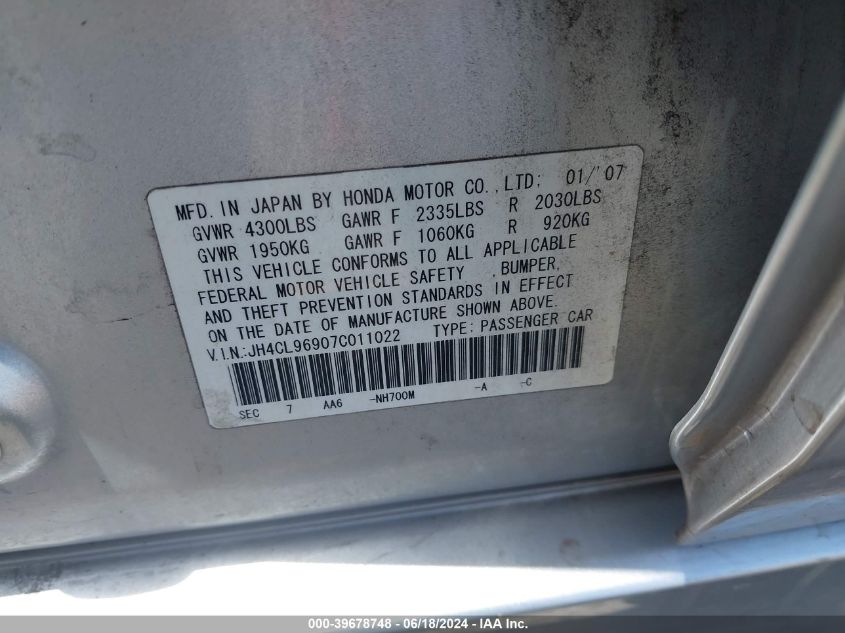 MFD. IN JAPAN BY HONDA MOTOR CO.,LTD; 01/'07
GVWR 4300LBS GAWR F 2335LBS R 2030LBS
GVWR 1950KG GAWR F 1060KG R 920KG
THIS VEHICLE CONFORMS TO ALL APPLICABLE
FEDERAL MOTOR VEHICLE SAFETY ,BUMPER,
AND THEFT PREVENTION STANDARDS IN EFFECT
ON THE DATE OF MANUFACTURE SHOWN ABOVE.
V.I.N.:JH4CL96907C011022 TYPE: PASSENGER CAR
SEC 7 AA6 -NH700M -A -C
000-39678748 - 06/18/2024 - IAA Inc.